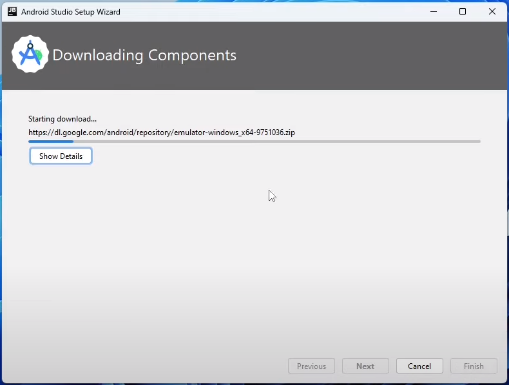 Android Studio Setup Wizard
Downloading Components
Starting download...
https://dl.google.com/android/repository/emulator-windows_x64-9751036.zip
Show Details
Previous
Next
Cancel
Finish